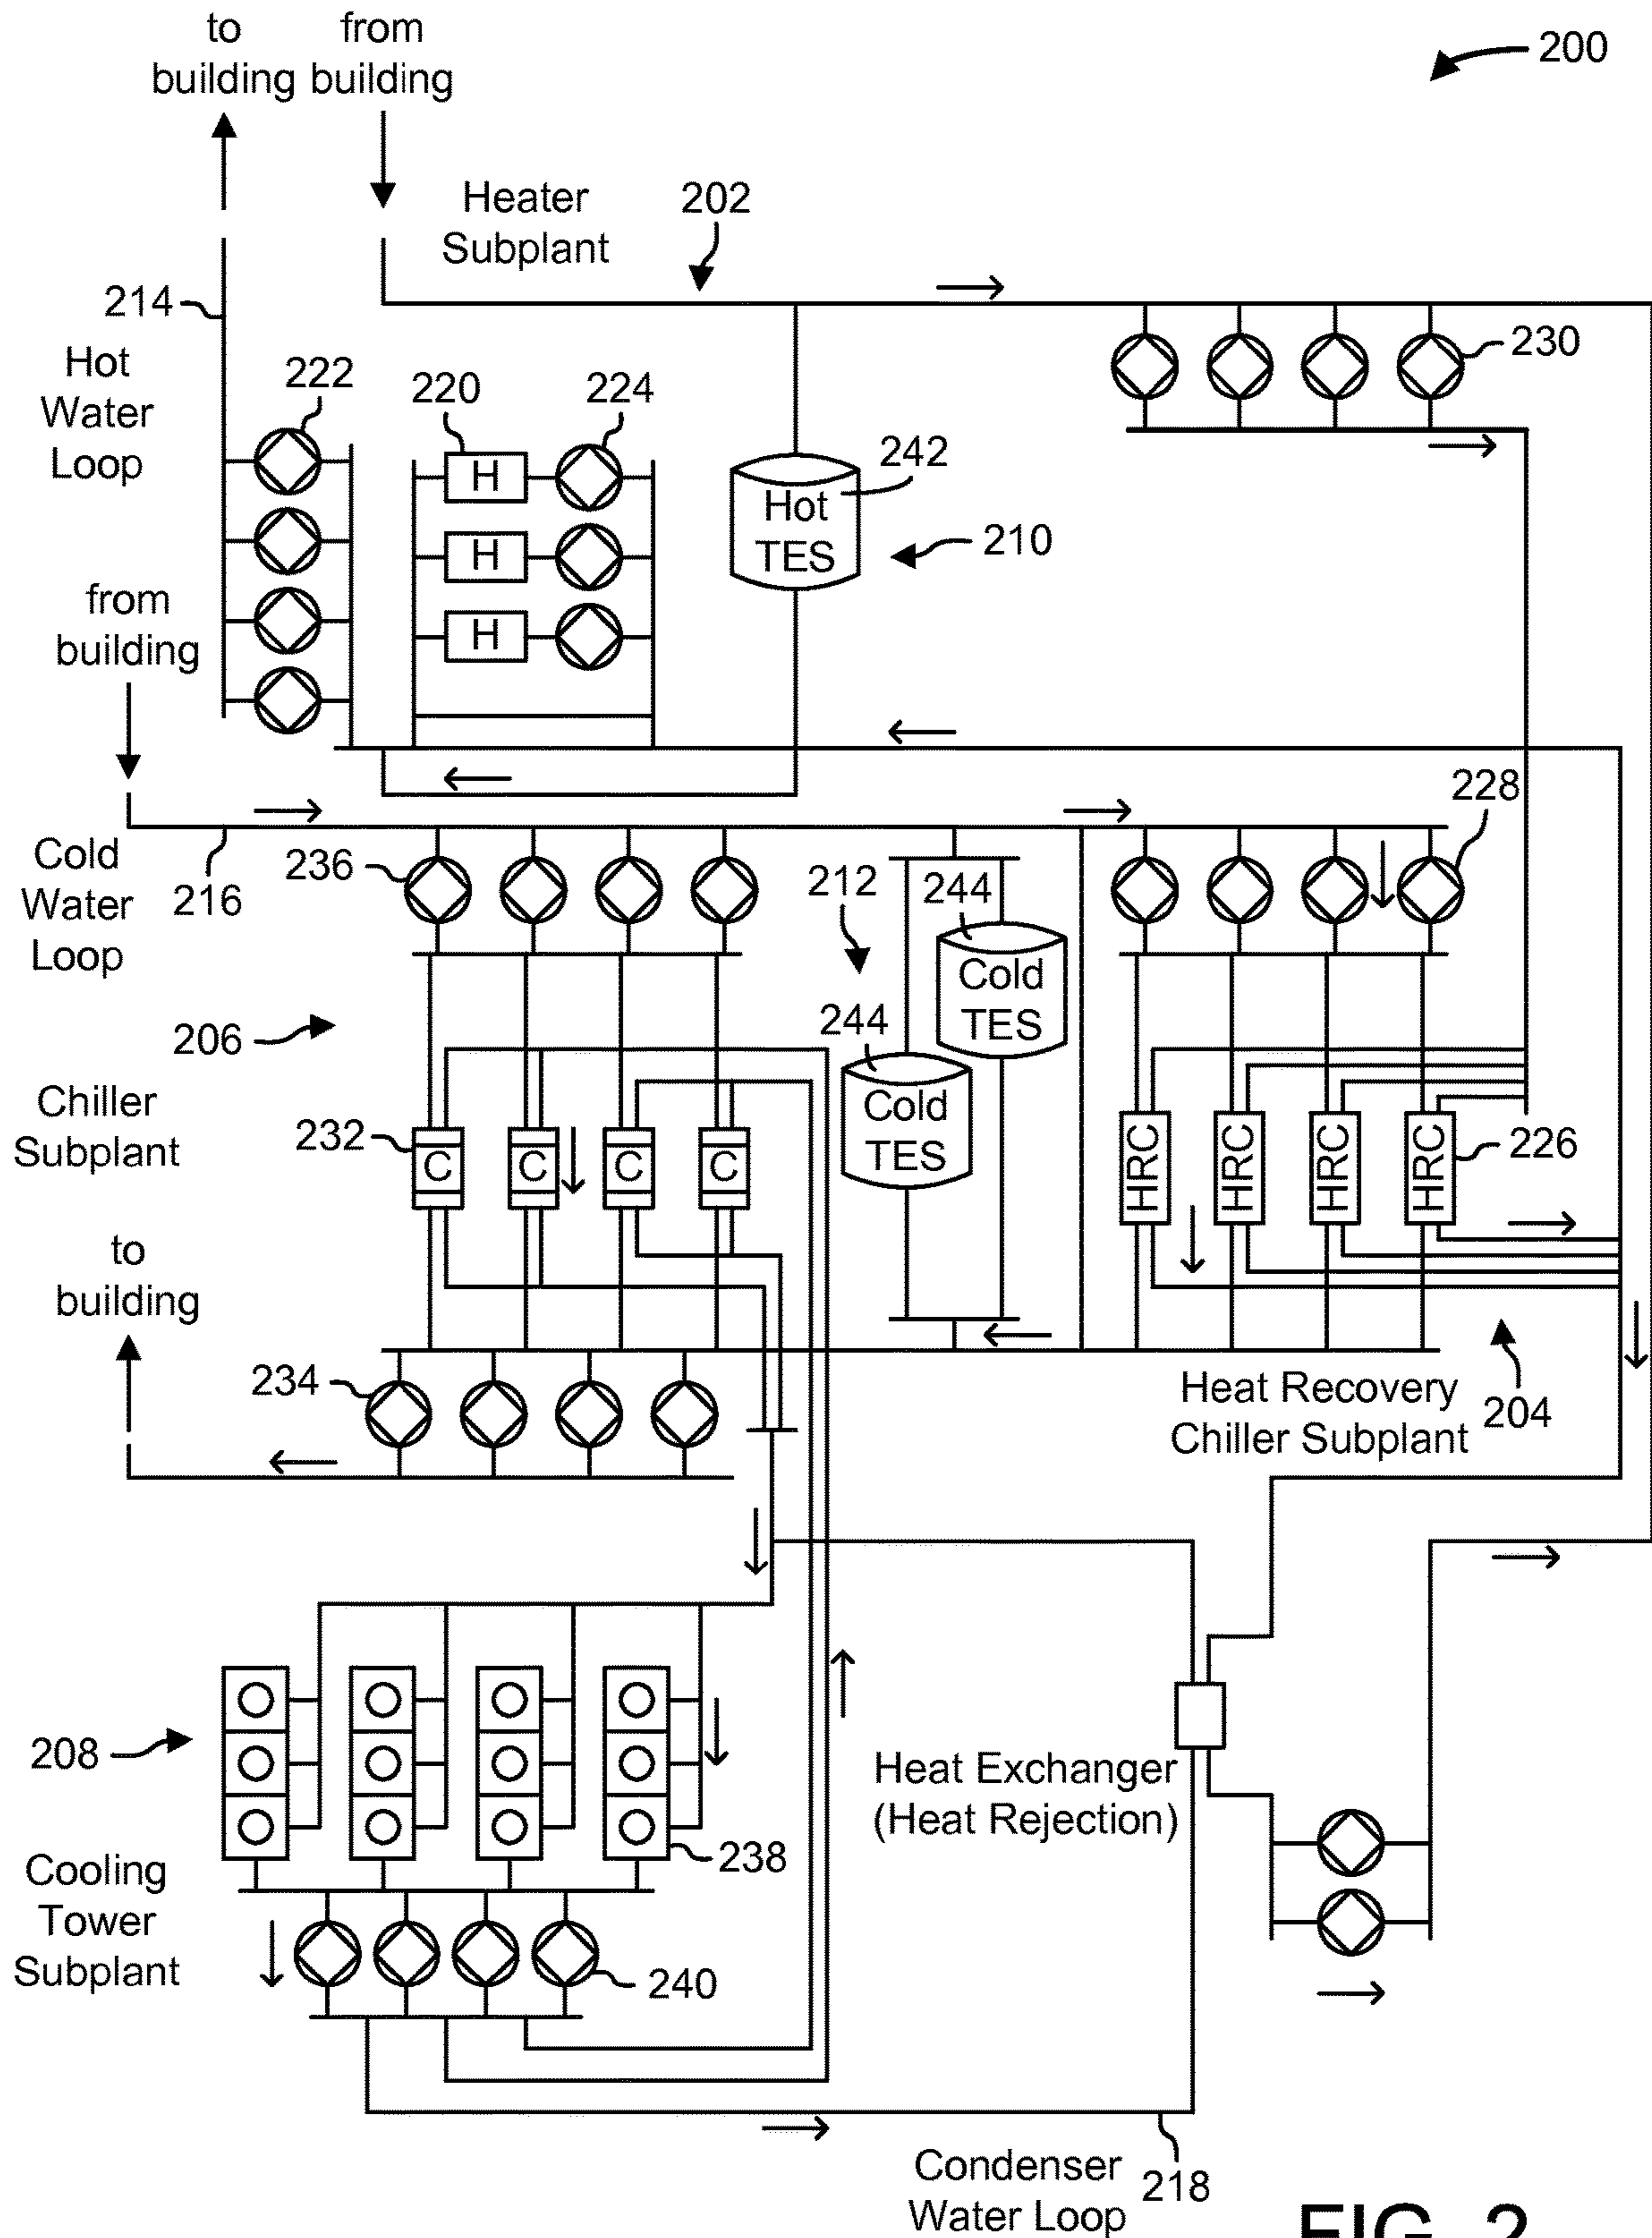 to from
building building
200
Heater
Subplant
202
214
Hot
Water
Loop
222
220
224
230
H
H
H
242
Hot
TES
210
from
building
228
Cold
Water
Loop
216
236
212
244
Cold
TES
244
Cold
TES
206
Chiller
Subplant
232
C
C
C
C
HRC
HRC
HRC
HRC
226
to
building
234
Heat Recovery
Chiller Subplant
204
208
Heat Exchanger
(Heat Rejection)
238
Cooling
Tower
Subplant
240
Condenser
Water Loop
218
FIG. 2